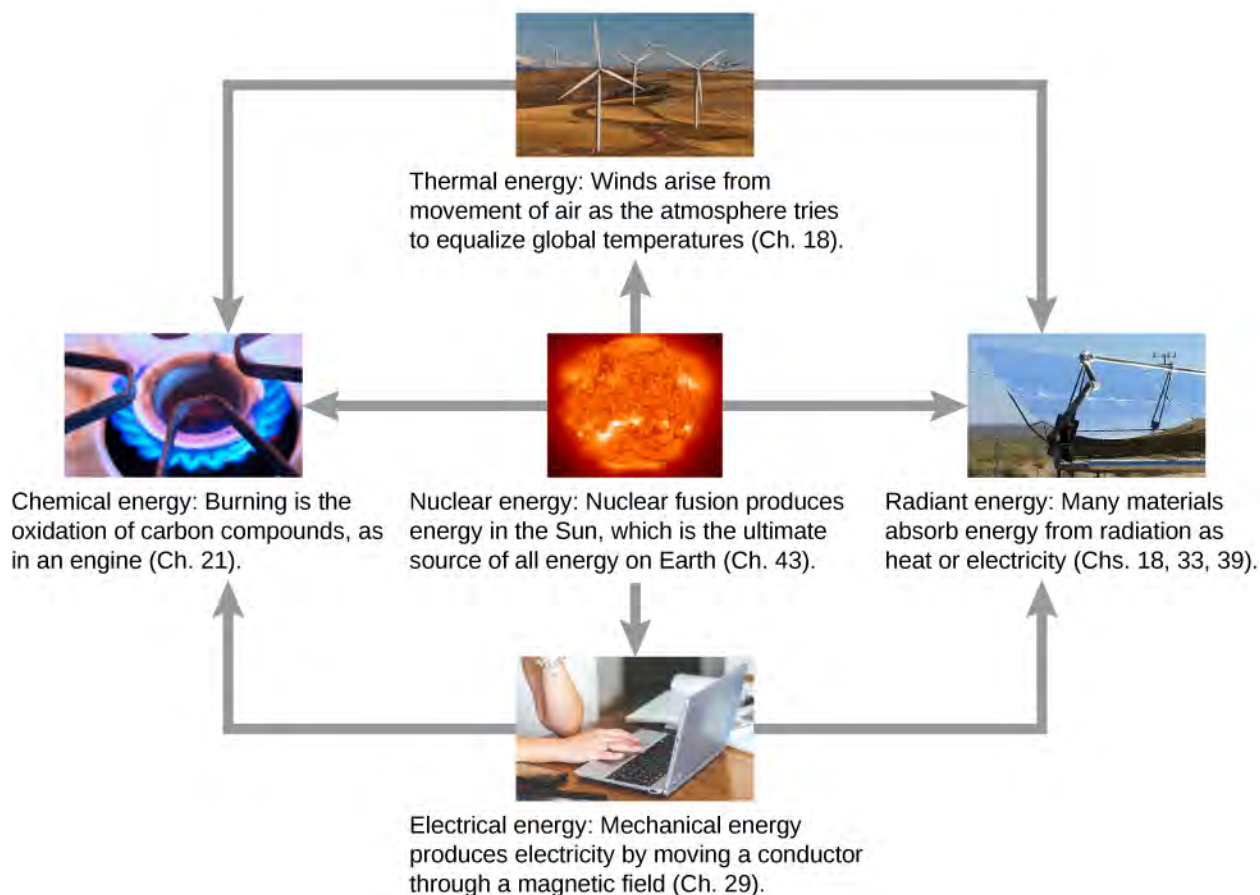 Thermal energy: Winds arise from
movement of air as the atmosphere tries
to equalize global temperatures (Ch. 18).
Chemical energy: Burning is the
oxidation of carbon compounds, as
in an engine (Ch. 21).
Nuclear energy: Nuclear fusion produces
energy in the Sun, which is the ultimate
source of all energy on Earth (Ch. 43).
Radiant energy: Many materials
absorb energy from radiation as
heat or electricity (Chs. 18, 33, 39).
Electrical energy: Mechanical energy
produces electricity by moving a conductor
through a magnetic field (Ch. 29).